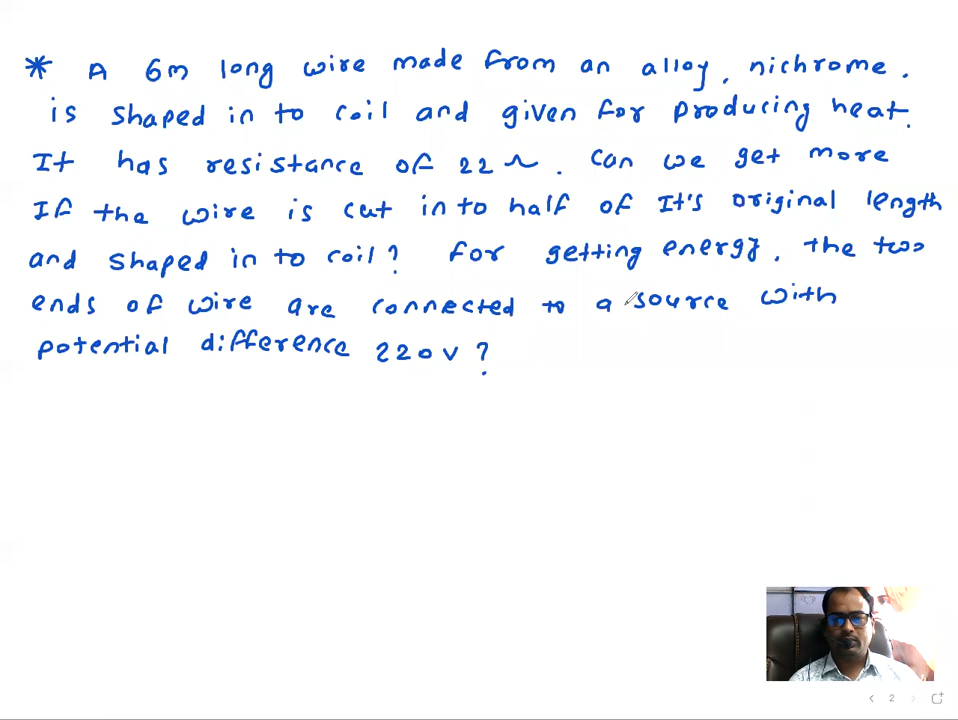 * A 6m long wire made from an alloy, nichrome.
is shaped in to coil and given for producing heat.
It has resistance of 22 Ω. Can we get more
If the wire is cut in to half of It's original length
and shaped in to coil? For getting energy, the two
ends of wire are connected to a source with
potential difference 220 V?
2